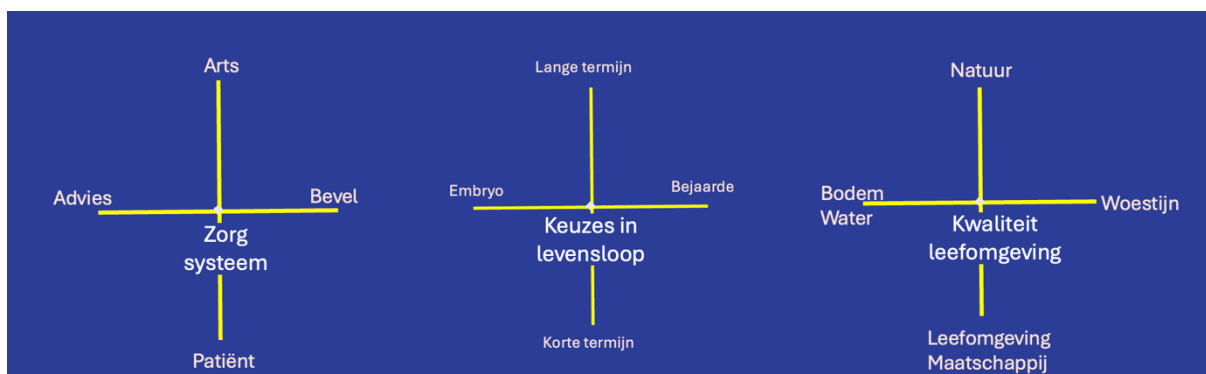 Arts
Advies
Bevel
Zorg
systeem
Patiënt
Lange termijn
Embryo
Bejaarde
Keuzes in
levensloop
Korte termijn
Natuur
Bodem
Water
Woestijn
Kwaliteit
leefomgeving
Leefomgeving
Maatschappij